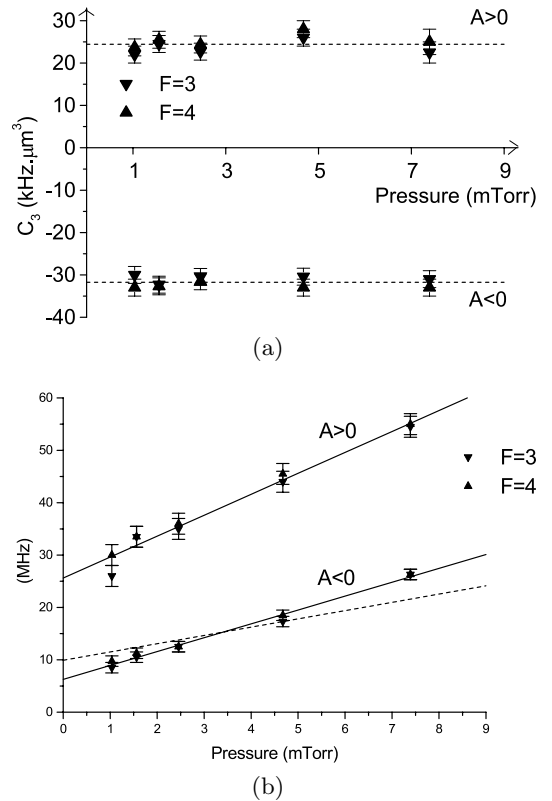 30
A>0
20
F=3
10
F=4
C₃ (kHz.μm³)
0
1 3 5 7 9
-10
Pressure (mTorr)
-20
-30
A<0
-40
(a)
60
A>0
F=3
50
F=4
40
(MHz)
30
A<0
20
10
0
0 1 2 3 4 5 6 7 8 9
Pressure (mTorr)
(b)